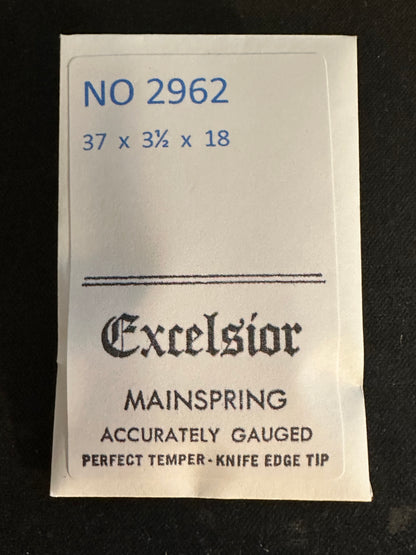 NO 2962
37 x 3½ x 18
Excelsior
MAINSPRING
ACCURATELY GAUGED
PERFECT TEMPER - KNIFE EDGE TIP